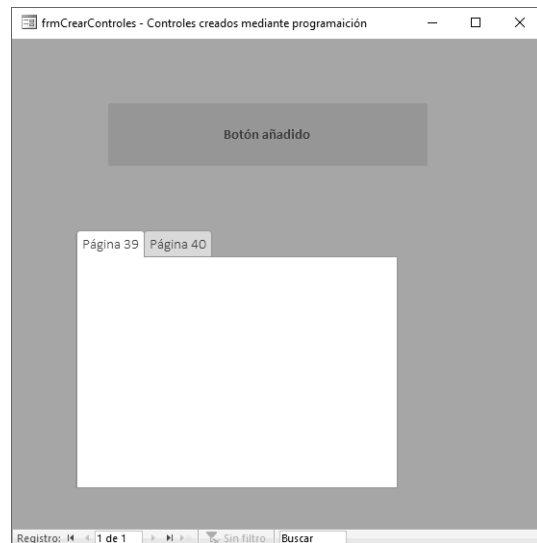 frmCrearControles - Controles creados mediante programaición
Botón añadido
Página 39 Página 40
Registro: 1 de 1 Sin filtro Buscar